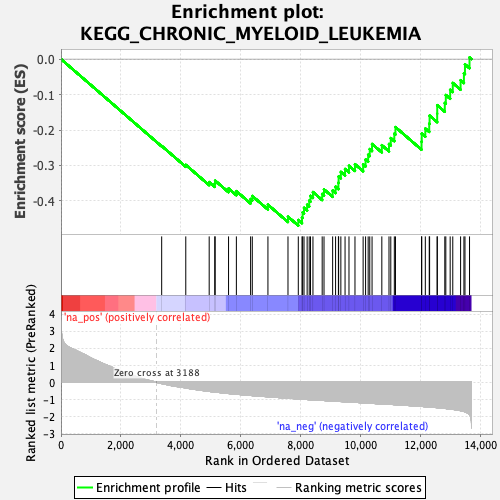 Enrichment plot:
KEGG_CHRONIC_MYELOID_LEUKEMIA
Enrichment score (ES)
0.0
-0.1
-0.2
-0.3
-0.4
'na_pos' (positively correlated)
Ranked list metric (PreRanked)
4
3
2
1
0
-1
-2
-3
Zero cross at 3188
'na_neg' (negatively correlated)
0
2,000
4,000
6,000
8,000
10,000
12,000
14,000
Rank in Ordered Dataset
Enrichment profile
Hits
Ranking metric scores